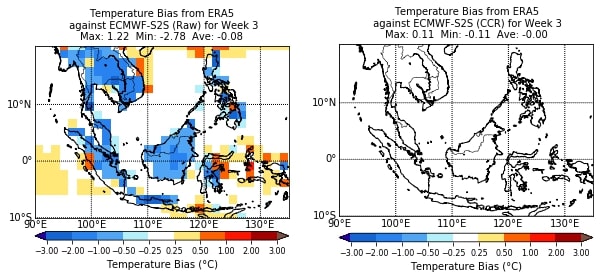 Temperature Bias from ERA5
against ECMWF-S2S (Raw) for Week 3
Max: 1.22 Min: -2.78 Ave: -0.08
10°N
0°
10°S
90°E 100°E 110°E 120°E 130°E
−3.00 −2.00 −1.00 −0.50 −0.25 0.25 0.50 1.00 2.00 3.00
Temperature Bias (°C)
Temperature Bias from ERA5
against ECMWF-S2S (CCR) for Week 3
Max: 0.11 Min: -0.11 Ave: -0.00
10°N
0°
10°S
90°E 100°E 110°E 120°E 130°E
−3.00 −2.00 −1.00 −0.50 −0.25 0.25 0.50 1.00 2.00 3.00
Temperature Bias (°C)